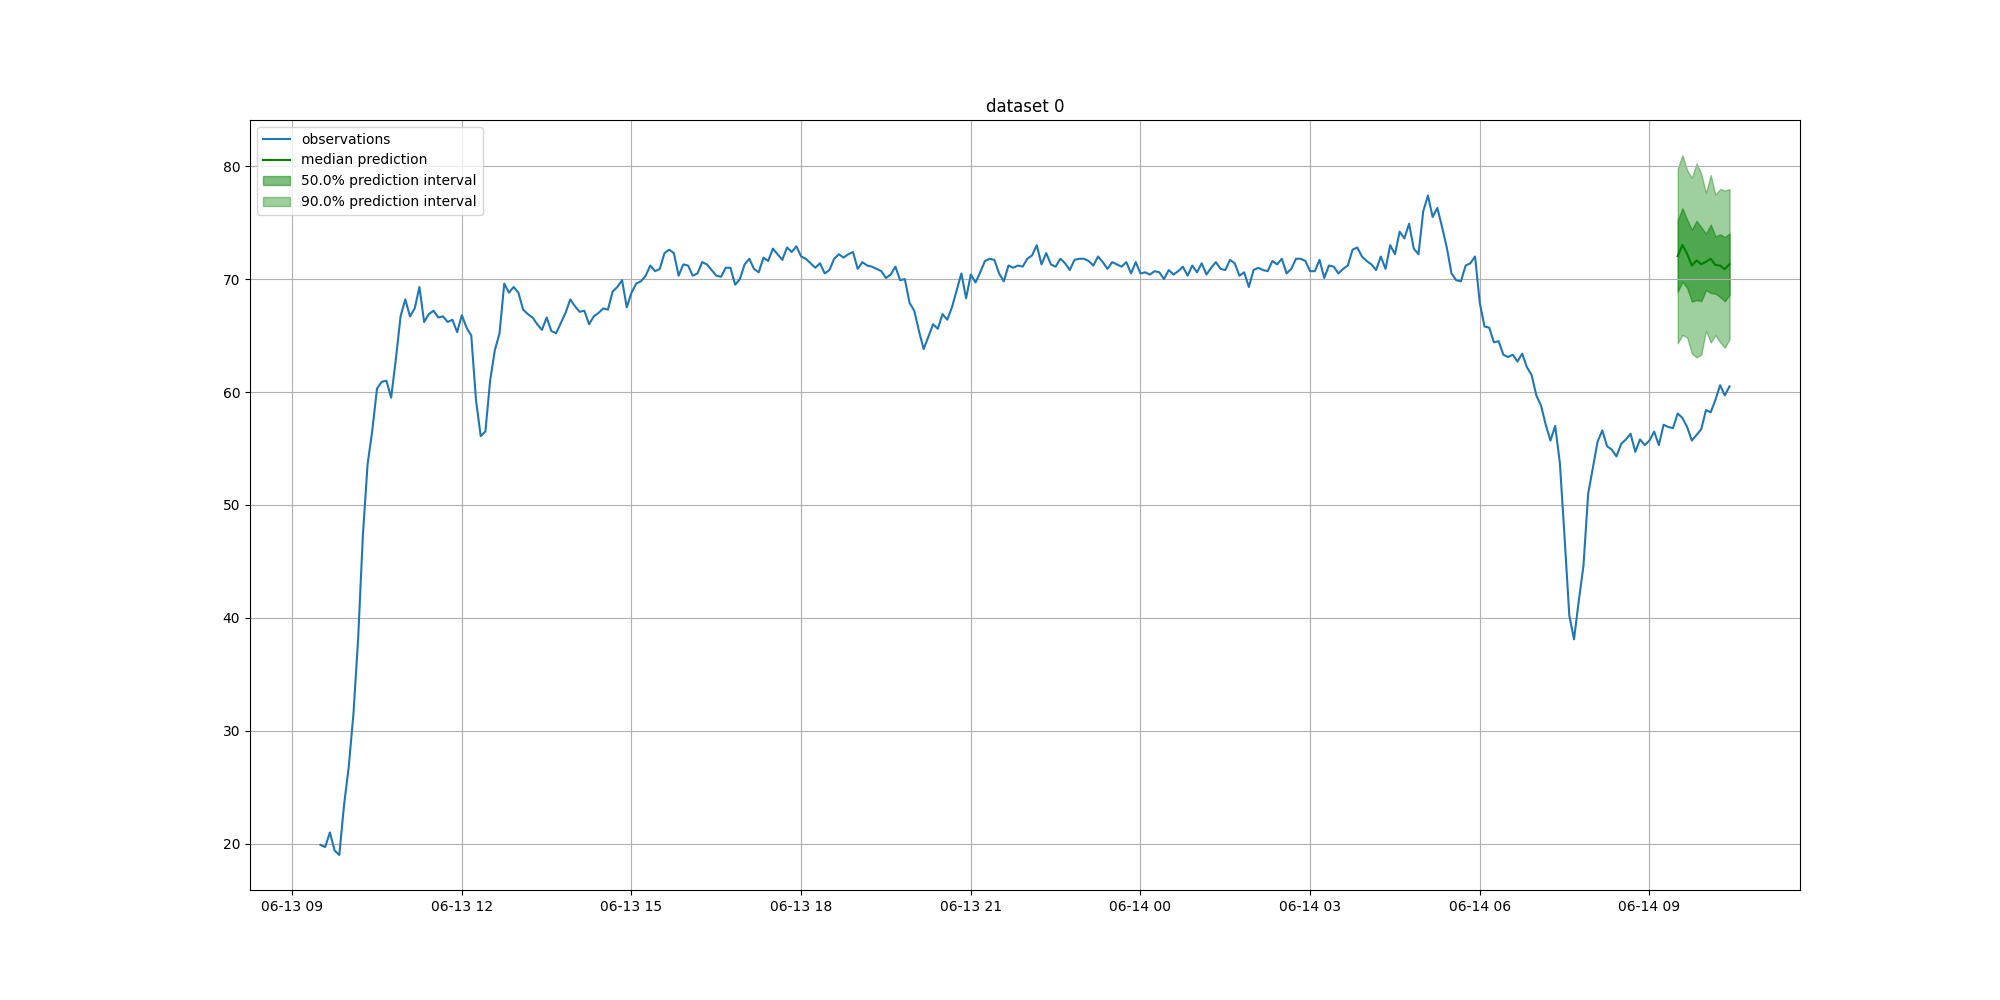 dataset 0
observations
median prediction
50.0% prediction interval
90.0% prediction interval
80
70
60
50
40
30
20
06-13 09 06-13 12 06-13 15 06-13 18 06-13 21 06-14 00 06-14 03 06-14 06 06-14 09